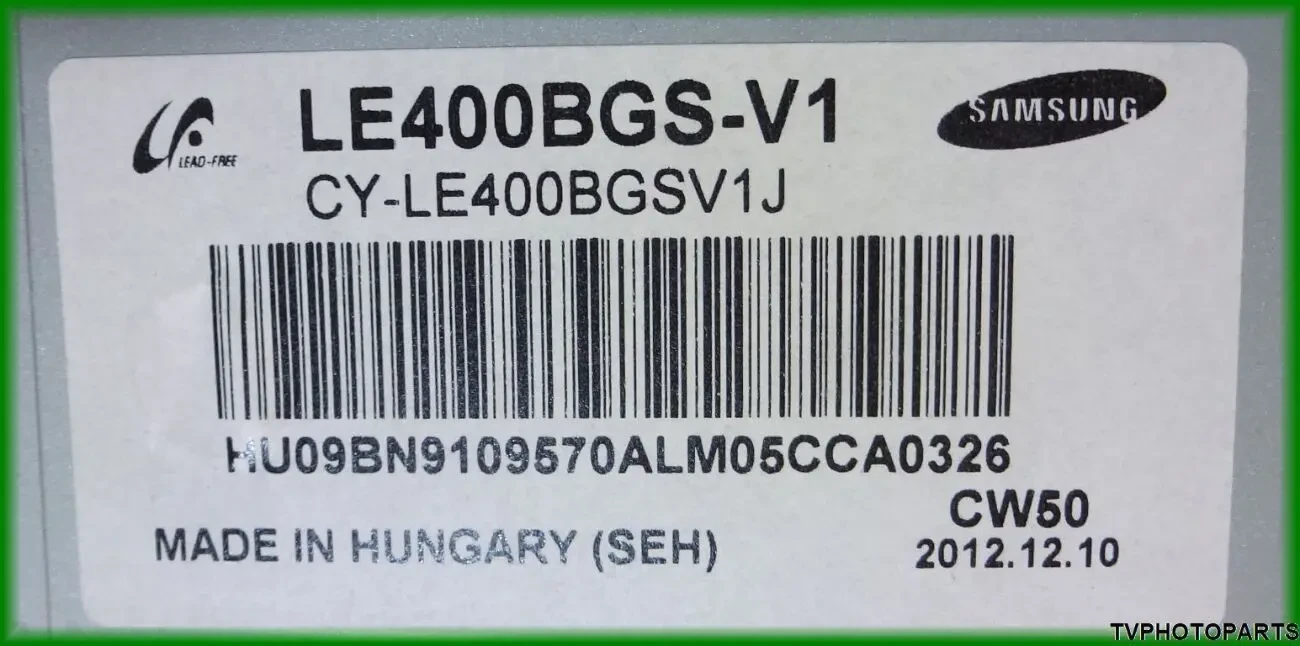 LEAD-FREE
LE400BGS-V1
SAMSUNG
CY-LE400BGSV1J
HU09BN9109570ALM05CCA0326
CW50
MADE IN HUNGARY (SEH)
2012.12.10
TVPHOTOPARTS